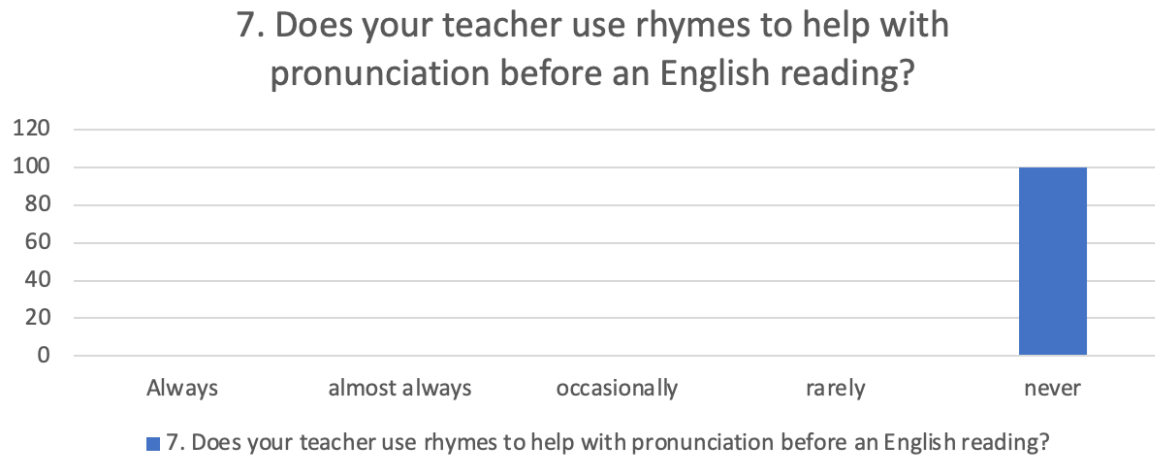 7. Does your teacher use rhymes to help with
pronunciation before an English reading?
120
100
80
60
40
20
0
Always almost always occasionally rarely never
7. Does your teacher use rhymes to help with pronunciation before an English reading?